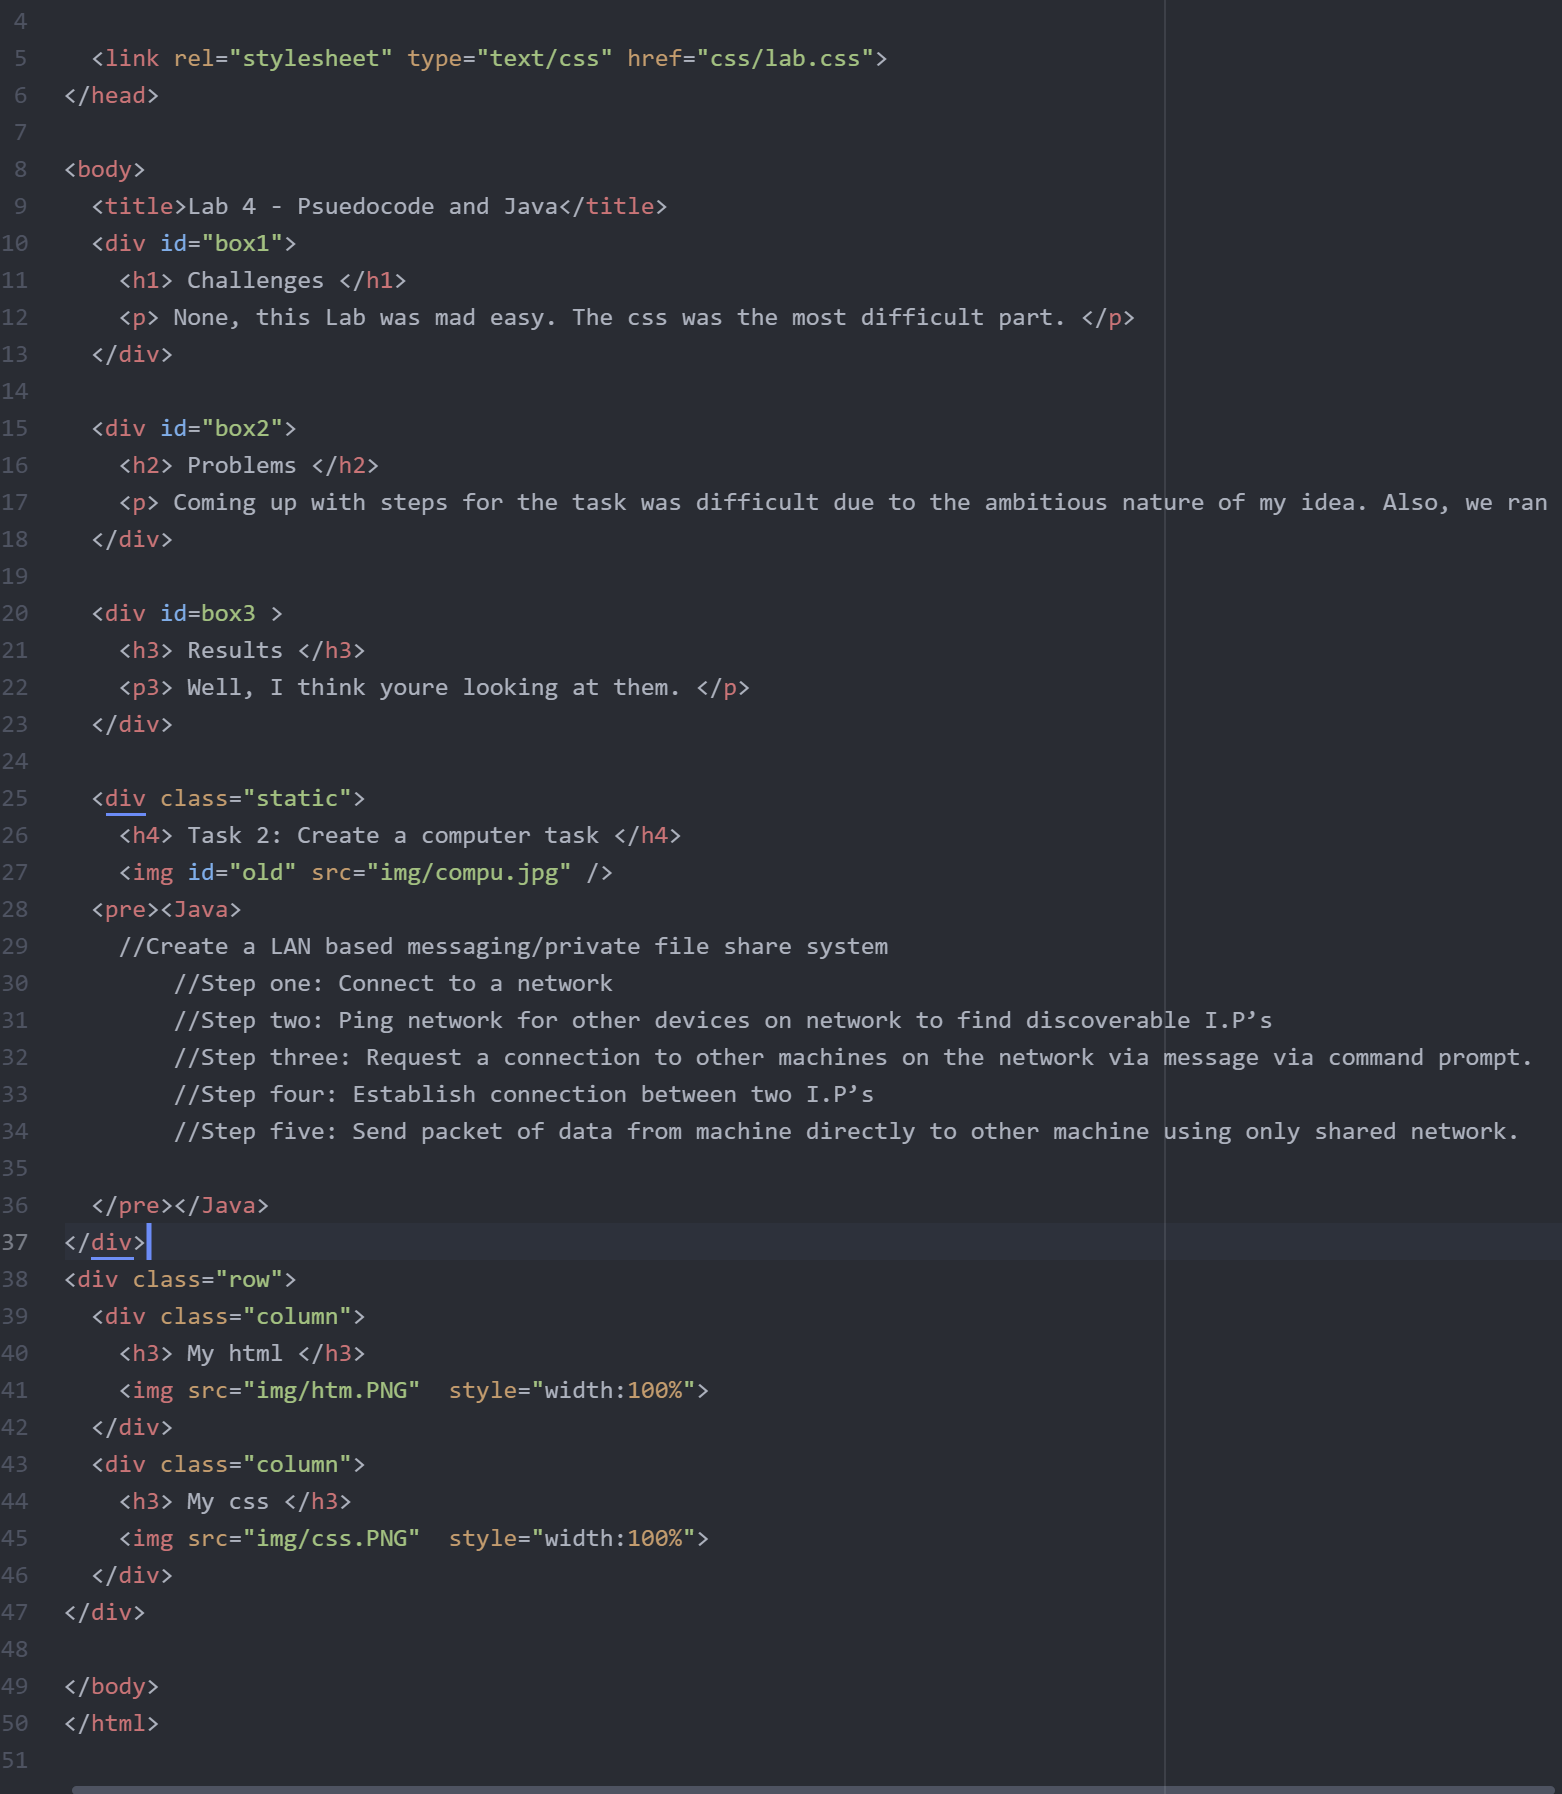 4
5   <link rel="stylesheet" type="text/css" href="css/lab.css">
6 </head>
7
8 <body>
9   <title>Lab 4 - Psuedocode and Java</title>
10   <div id="box1">
11     <h1> Challenges </h1>
12     <p> None, this Lab was mad easy. The css was the most difficult part. </p>
13   </div>
14
15   <div id="box2">
16     <h2> Problems </h2>
17     <p> Coming up with steps for the task was difficult due to the ambitious nature of my idea. Also, we ran
18   </div>
19
20   <div id=box3 >
21     <h3> Results </h3>
22     <p3> Well, I think youre looking at them. </p>
23   </div>
24
25   <div class="static">
26     <h4> Task 2: Create a computer task </h4>
27     <img id="old" src="img/compu.jpg" />
28   <pre><Java>
29     //Create a LAN based messaging/private file share system
30         //Step one: Connect to a network
31         //Step two: Ping network for other devices on network to find discoverable I.P’s
32         //Step three: Request a connection to other machines on the network via message via command prompt.
33         //Step four: Establish connection between two I.P’s
34         //Step five: Send packet of data from machine directly to other machine using only shared network.
35
36   </pre></Java>
37 </div>
38 <div class="row">
39   <div class="column">
40     <h3> My html </h3>
41     <img src="img/htm.PNG"  style="width:100%">
42   </div>
43   <div class="column">
44     <h3> My css </h3>
45     <img src="img/css.PNG"  style="width:100%">
46   </div>
47 </div>
48
49 </body>
50 </html>
51